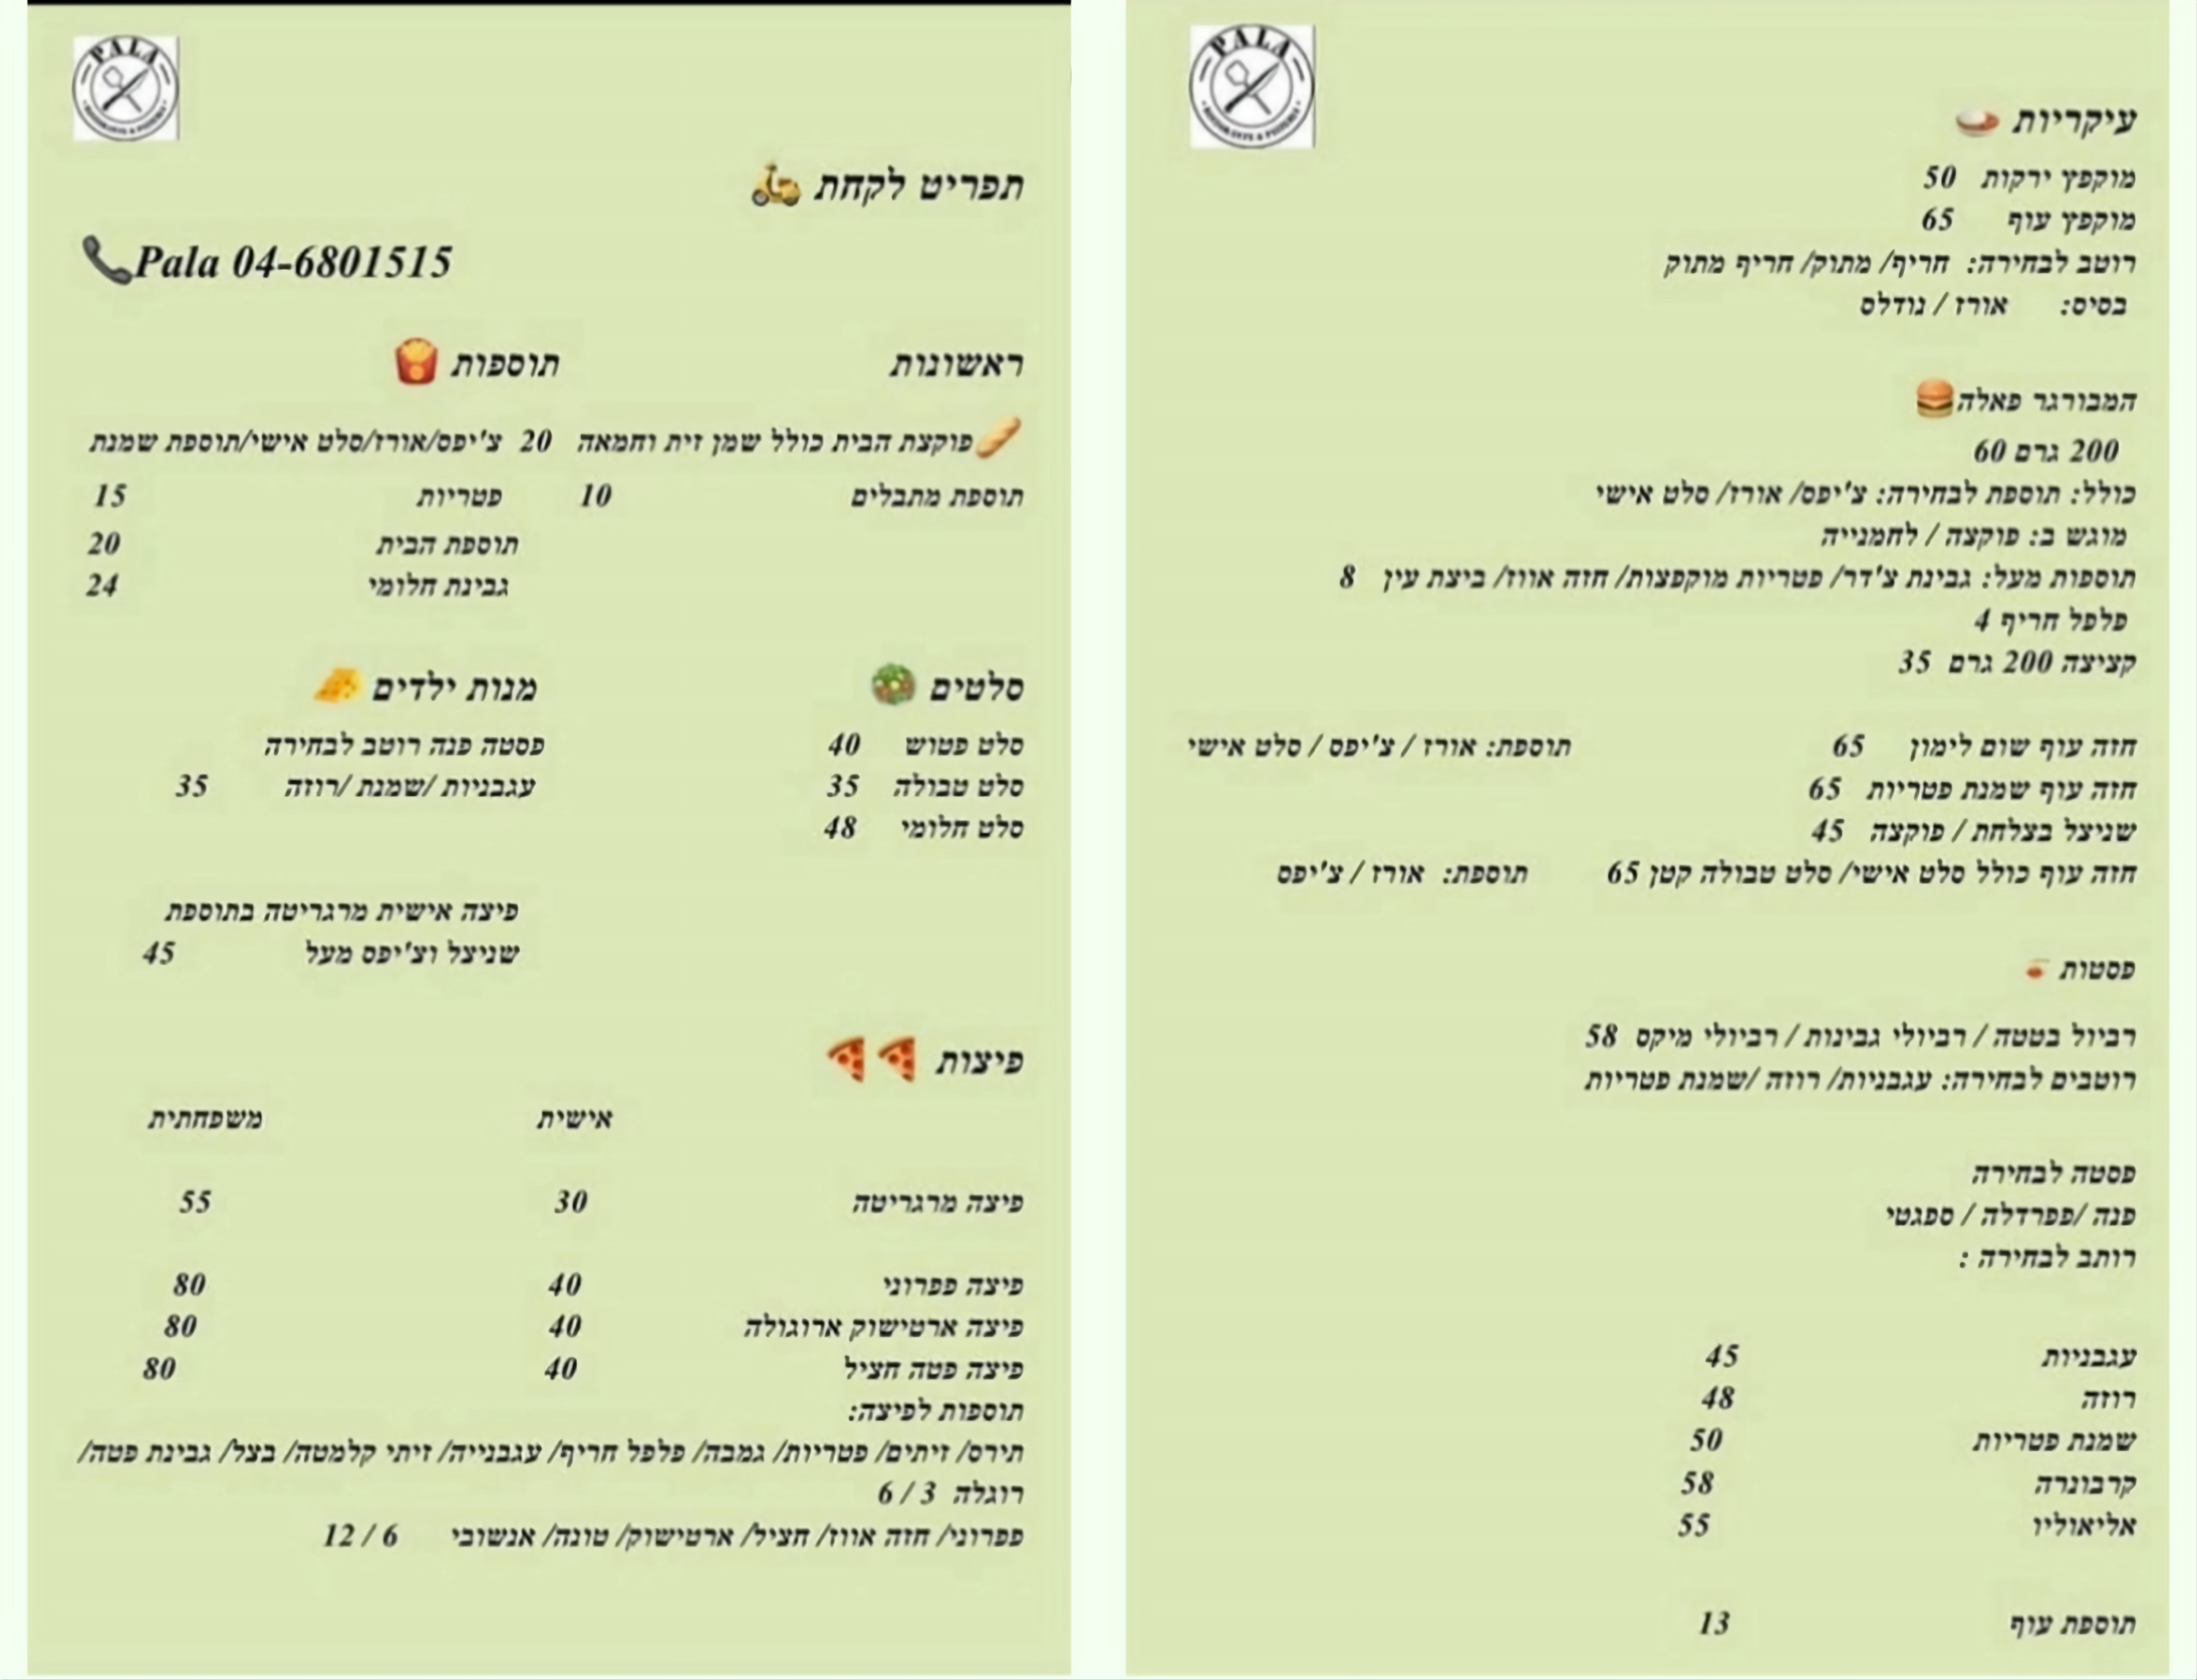 PALA
תפריט לקחת
Pala 04-6801515
ראשונות
תוספות
פוקצת הבית כולל שמן זית וחמאה 20
צ'יפס/אורז/סלט אישי/תוספת שמנת
תוספת מתבלים 10
פטריות 15
תוספת הבית 20
גבינת חלומי 24
סלטים
סלט פטוש 40
סלט טבולה 35
סלט חלומי 48
מנות ילדים
פסטה פנה רוטב לבחירה
עגבניות /שמנת /רוזה 35
פיצה אישית מרגריטה בתוספת
שניצל וצ'יפס מעל 45
פיצות
אישית משפחתית
פיצה מרגריטה 30 55
פיצה פפרוני 40 80
פיצה ארטישוק ארוגולה 40 80
פיצה פטה חציל 40 80
תוספות לפיצה:
תירס/ זיתים/ פטריות/ גמבה/ פלפל חריף/ עגבנייה/ זיתי קלמטה/ בצל/ גבינת פטה/
רוגלה 3 / 6
פפרוני/ חזה אווז/ חציל/ ארטישוק/ טונה/ אנשובי 6 / 12
PALA
עיקריות
מוקפץ ירקות 50
מוקפץ עוף 65
רוטב לבחירה: חריף/ מתוק/ חריף מתוק
בסיס: אורז / נודלס
המבורגר פאלה
200 גרם 60
כולל: תוספת לבחירה: צ'יפס/ אורז/ סלט אישי
מוגש ב: פוקצה / לחמנייה
תוספות מעל: גבינת צ'דר/ פטריות מוקפצות/ חזה אווז/ ביצת עין 8
פלפל חריף 4
קציצה 200 גרם 35
חזה עוף שום לימון 65 תוספת: אורז / צ'יפס / סלט אישי
חזה עוף שמנת פטריות 65
שניצל בצלחת / פוקצה 45
חזה עוף כולל סלט אישי/ סלט טבולה קטן 65 תוספת: אורז / צ'יפס
פסטות
רביול בטטה / רביולי גבינות / רביולי מיקס 58
רוטבים לבחירה: עגבניות/ רוזה /שמנת פטריות
פסטה לבחירה
פנה /פפרדלה / ספגטי
רותב לבחירה :
עגבניות 45
רוזה 48
שמנת פטריות 50
קרבונרה 58
אליאוליו 55
תוספת עוף 13